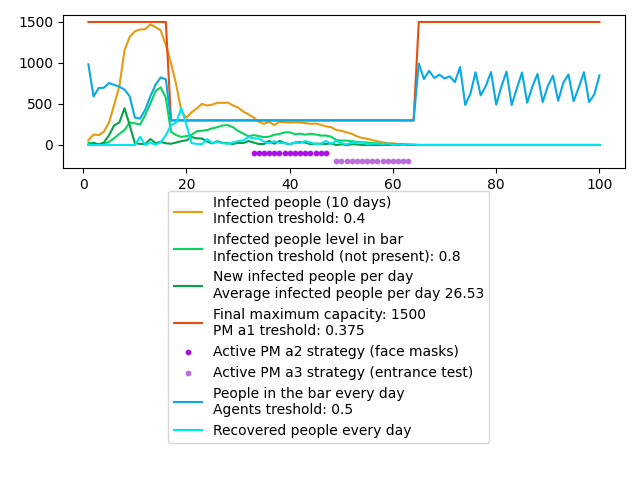 1500
1000
500
0
0
20
40
60
80
100
Infected people (10 days)
Infection treshold: 0.4
Infected people level in bar
Infection treshold (not present): 0.8
New infected people per day
Average infected people per day 26.53
Final maximum capacity: 1500
PM a1 treshold: 0.375
Active PM a2 strategy (face masks)
Active PM a3 strategy (entrance test)
People in the bar every day
Agents treshold: 0.5
Recovered people every day